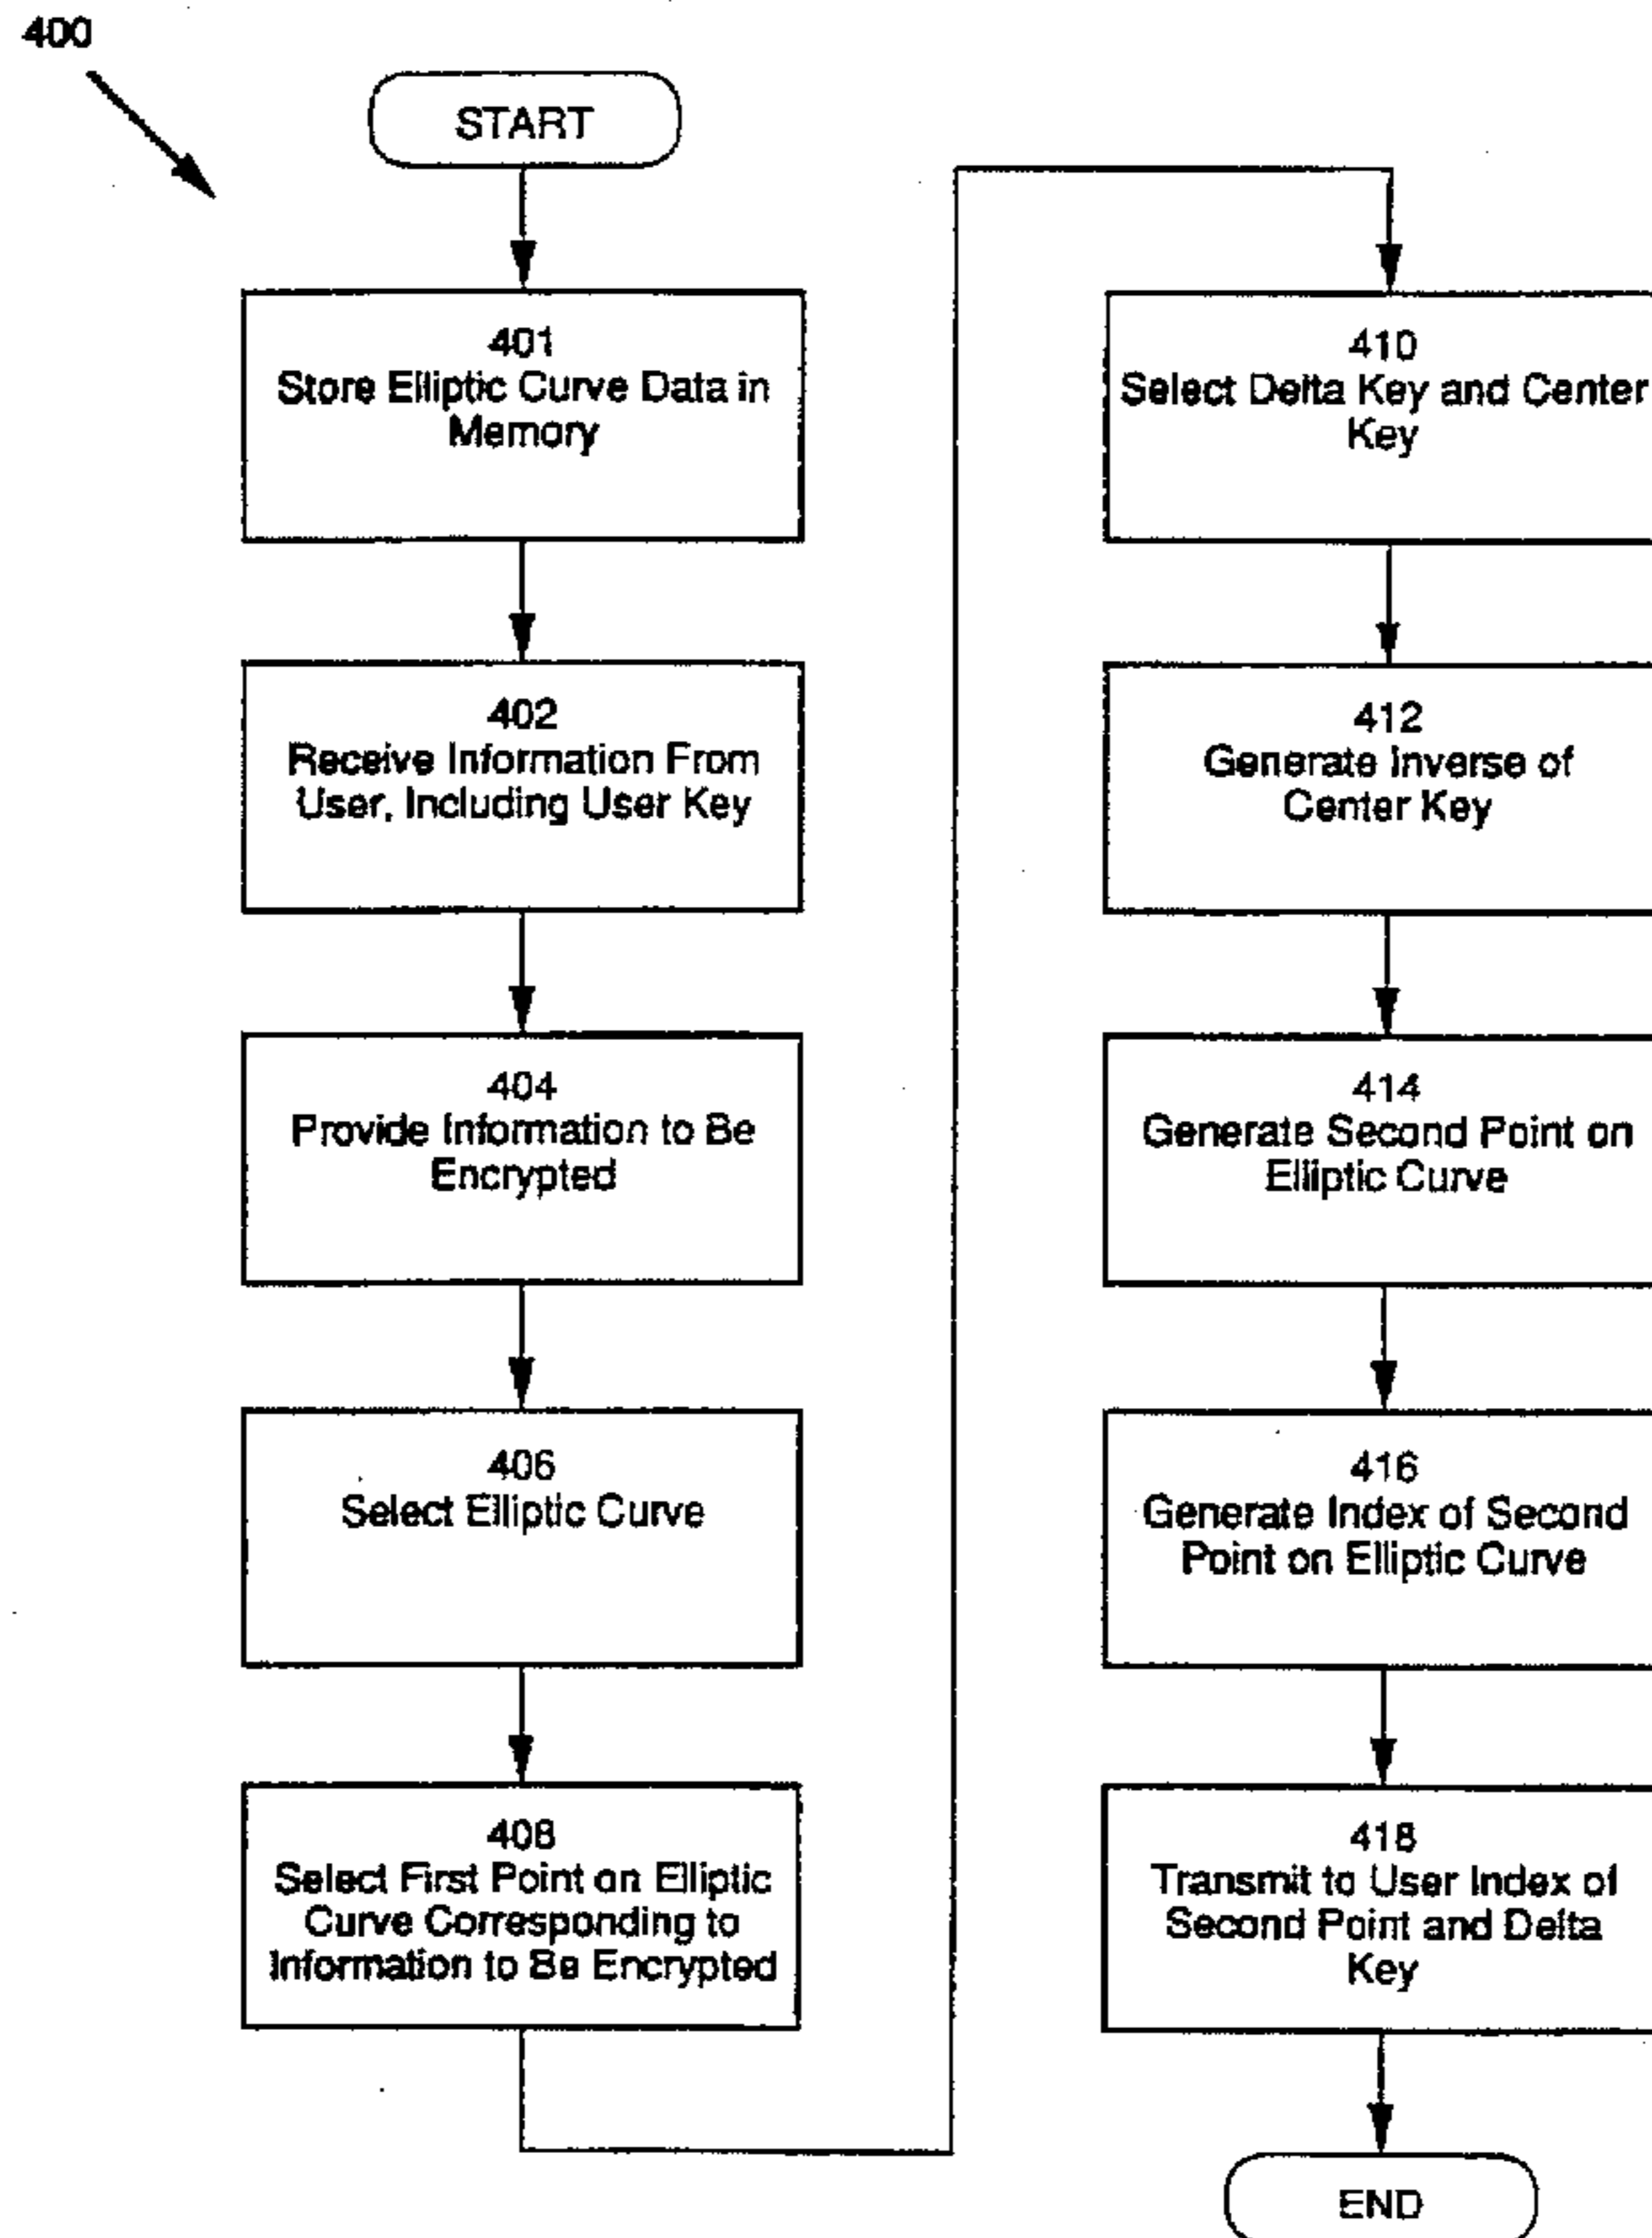 400
START
401
Store Elliptic Curve Data in
Memory
402
Receive Information From
User, Including User Key
404
Provide Information to Be
Encrypted
406
Select Elliptic Curve
408
Select First Point on Elliptic
Curve Corresponding to
Information to Be Encrypted
410
Select Delta Key and Center
Key
412
Generate Inverse of
Center Key
414
Generate Second Point on
Elliptic Curve
416
Generate Index of Second
Point on Elliptic Curve
418
Transmit to User Index of
Second Point and Delta
Key
END